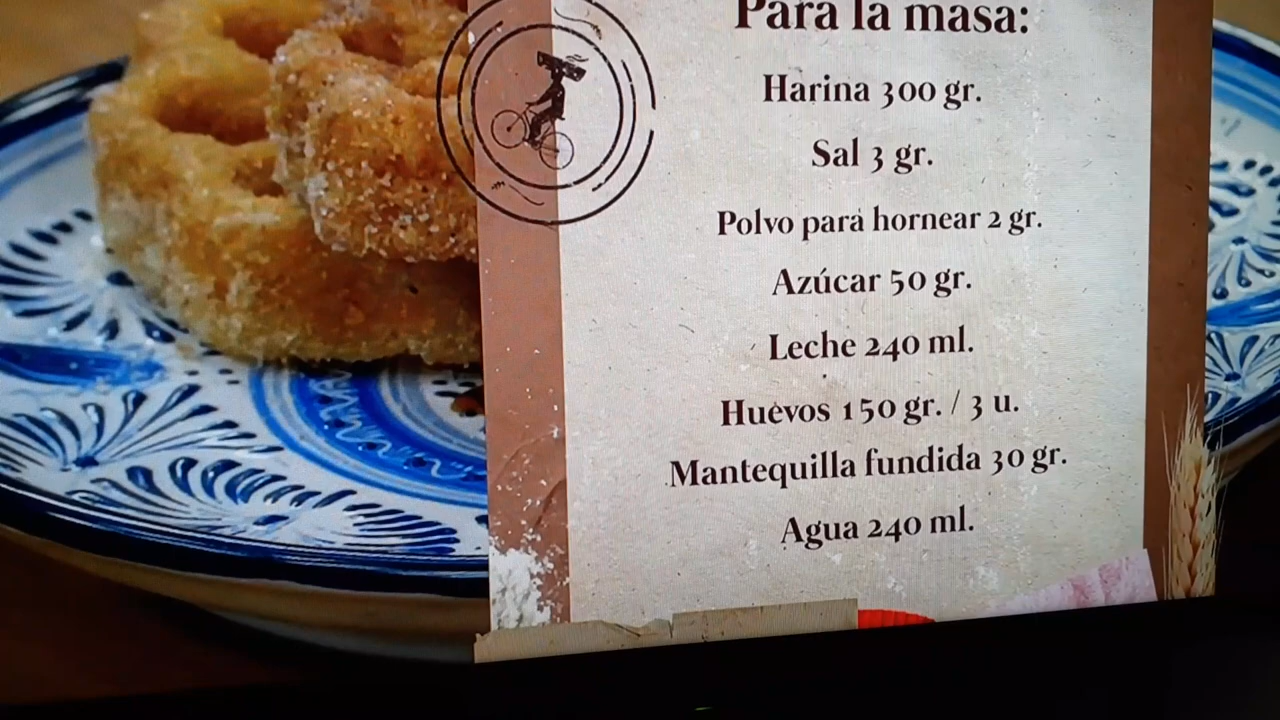 Para la masa:
Harina 300 gr.
Sal 3 gr.
Polvo para hornear 2 gr.
Azúcar 50 gr.
Leche 240 ml.
Huevos 150 gr. / 3 u.
Mantequilla fundida 30 gr.
Agua 240 ml.